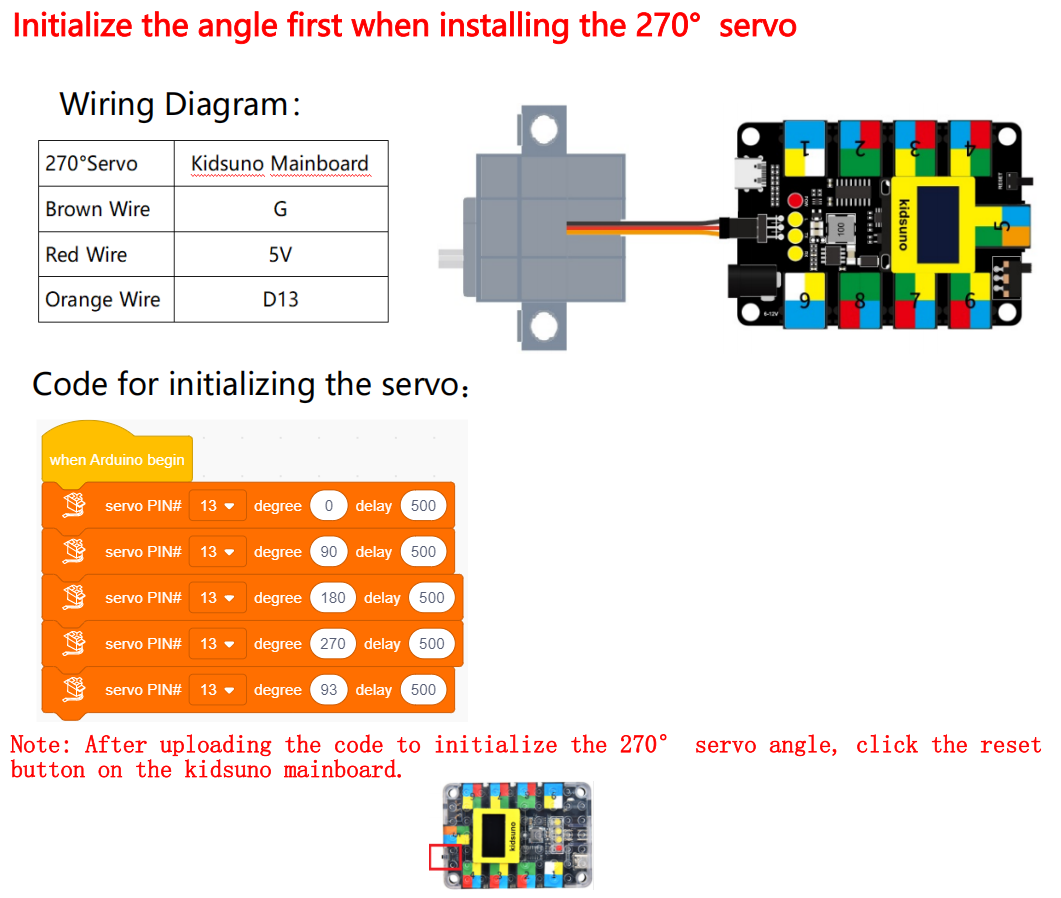 Initialize the angle first when installing the 270° servo
Wiring Diagram:
270°Servo Kidsuno Mainboard
Brown Wire G
Red Wire 5V
Orange Wire D13
1 2 3 4
RESET
kidsuno
100
5
6-12V
9 8 7 6
Code for initializing the servo:
when Arduino begin
servo PIN# 13 degree 0 delay 500
servo PIN# 13 degree 90 delay 500
servo PIN# 13 degree 180 delay 500
servo PIN# 13 degree 270 delay 500
servo PIN# 13 degree 93 delay 500
Note: After uploading the code to initialize the 270° servo angle, click the reset
button on the kidsuno mainboard.
kidsuno